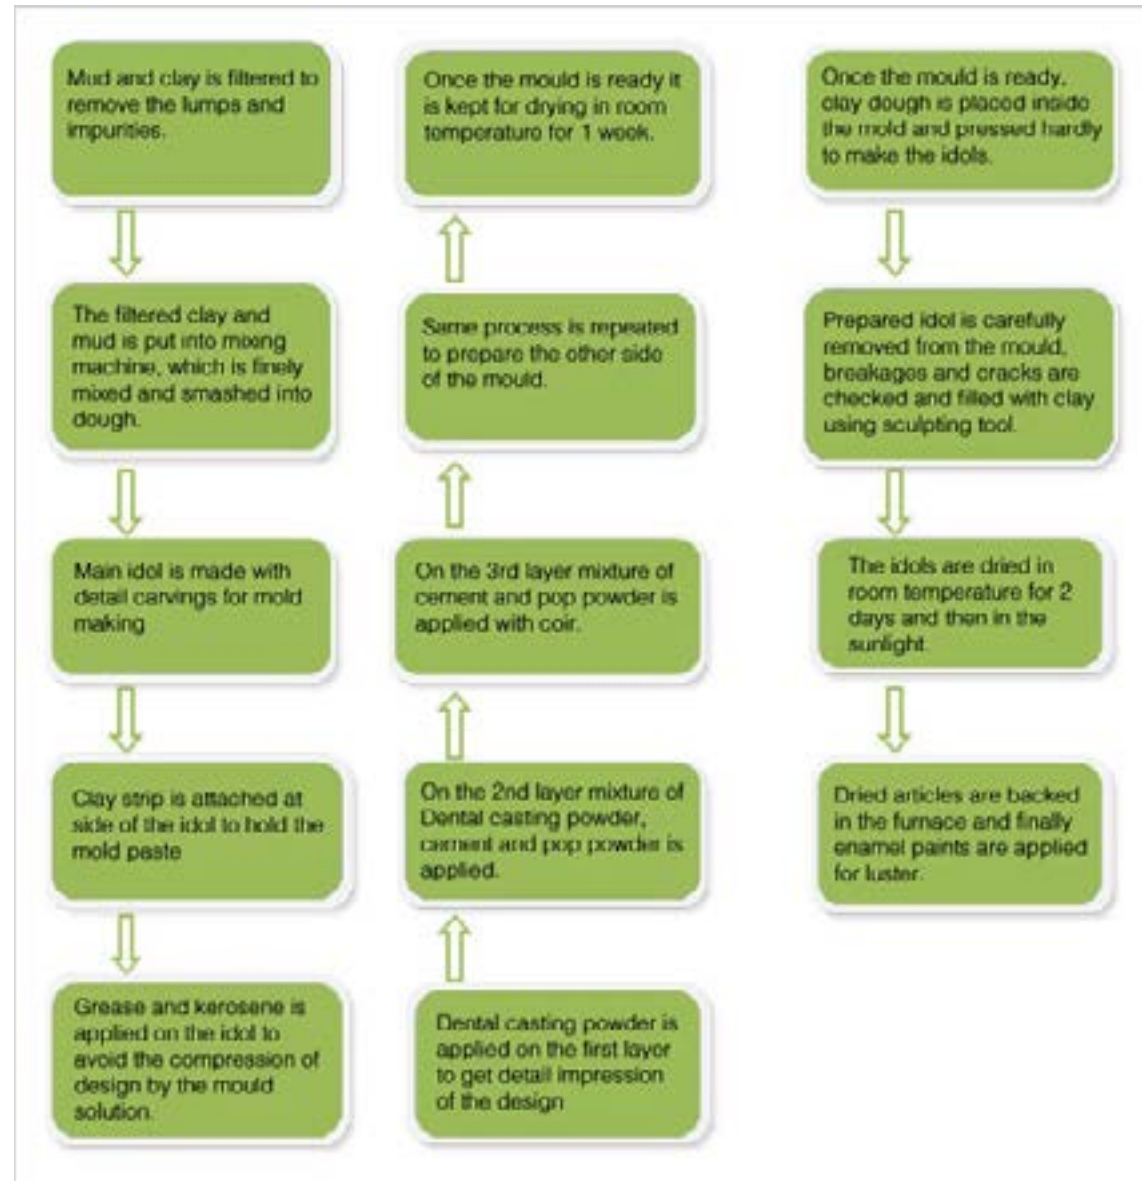 Mud and clay is filtered to
remove the lumps and
impurities.
The filtered clay and
mud is put into mixing
machine, which is finely
mixed and smashed into
dough.
Main idol is made with
detail carvings for mold
making
Clay strip is attached at
side of the idol to hold the
mold paste
Grease and kerosene is
applied on the idol to
avoid the compression of
design by the mould
solution.
Dental casting powder is
applied on the first layer
to get detail impression
of the design
On the 2nd layer mixture of
Dental casting powder,
cement and pop powder is
applied.
On the 3rd layer mixture of
cement and pop powder is
applied with coir.
Same process is repeated
to prepare the other side
of the mould.
Once the mould is ready it
is kept for drying in room
temperature for 1 week.
Once the mould is ready,
clay dough is placed inside
the mold and pressed hardly
to make the idols.
Prepared idol is carefully
removed from the mould,
breakages and cracks are
checked and filled with clay
using sculpting tool.
The idols are dried in
room temperature for 2
days and then in the
sunlight.
Dried articles are backed
in the furnace and finally
enamel paints are applied
for luster.